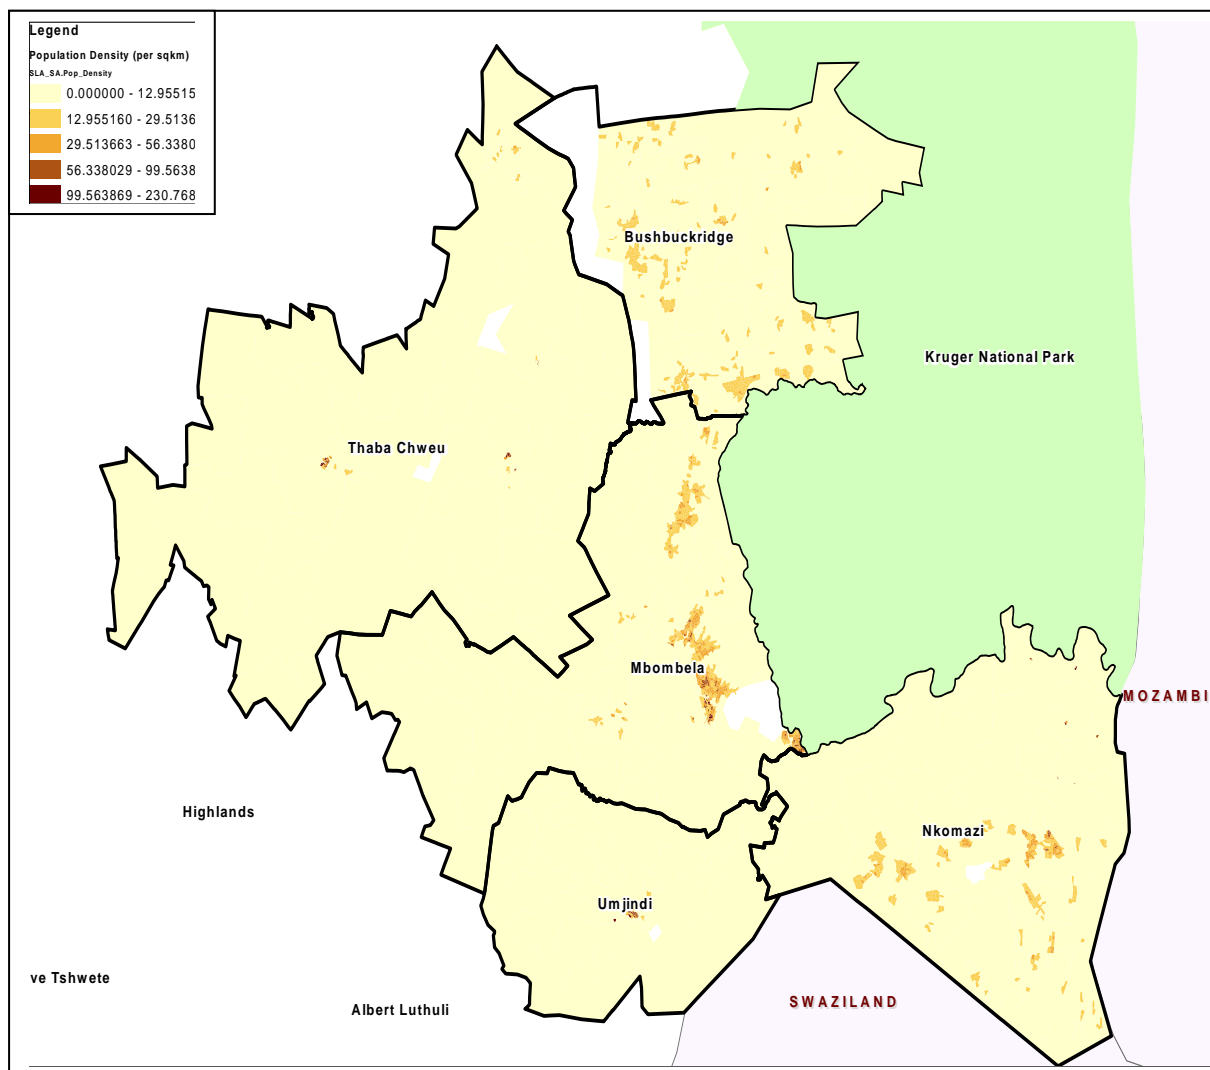 Legend
Population Density (per sqkm)
SLA_SA.Pop_Density
0.000000 - 12.95515
12.955160 - 29.5136
29.513663 - 56.3380
56.338029 - 99.5638
99.563869 - 230.768
Bushbuckridge
Kruger National Park
Thaba Chweu
Mbombela
MOZAMBI
Highlands
Nkomazi
Umjindi
ve Tshwete
SWAZILAND
Albert Luthuli